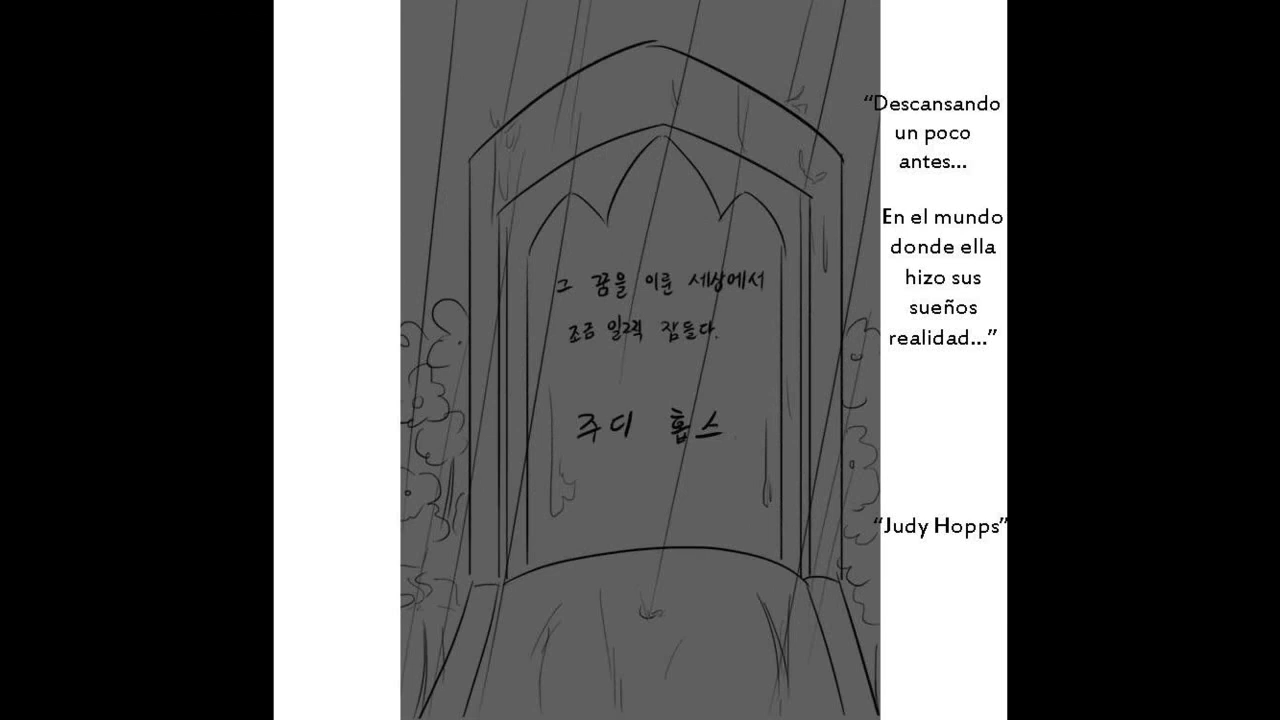 그 꿈을 이룬 세상에서
조금 일찍 잠들다.
주디 홉스
“Descansando
un poco
antes...
En el mundo
donde ella
hizo sus
sueños
realidad...”
“Judy Hopps”